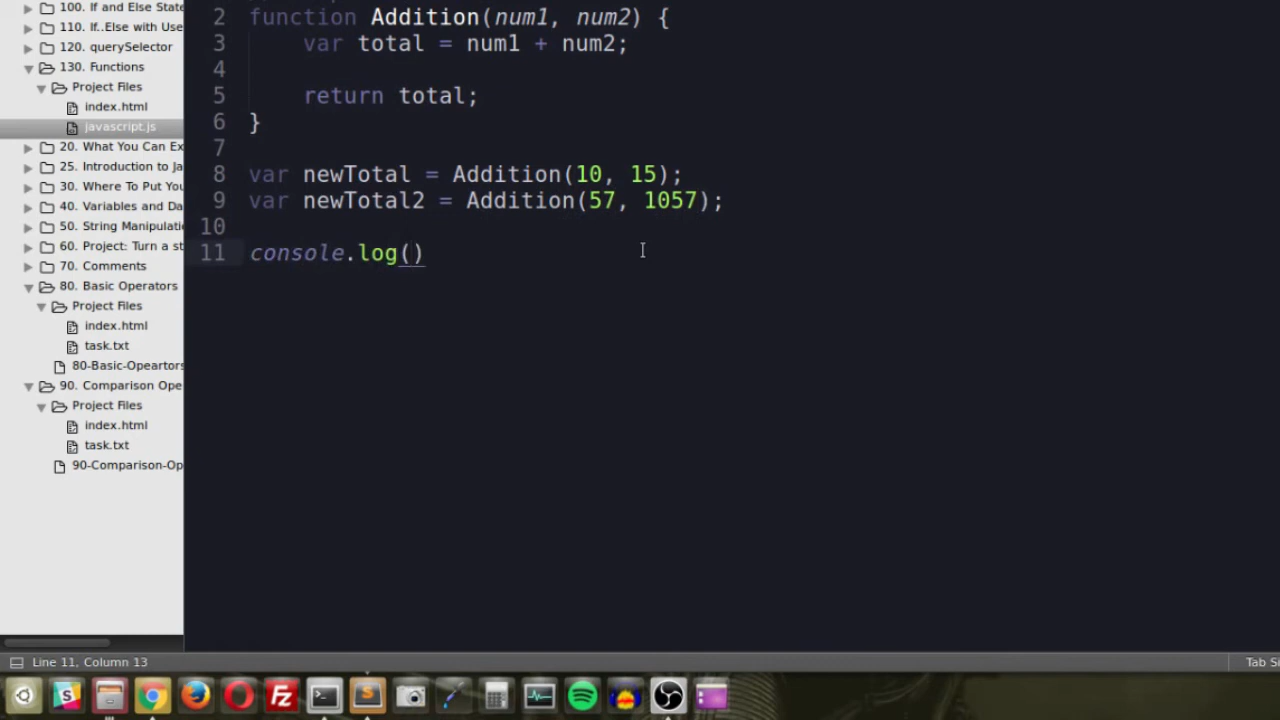 100. If and Else State
110. If..Else with Use
120. querySelector
130. Functions
Project Files
index.html
javascript.js
20. What You Can Ex
25. Introduction to Ja
30. Where To Put You
40. Variables and Da
50. String Manipulati
60. Project: Turn a st
70. Comments
80. Basic Operators
Project Files
index.html
task.txt
80-Basic-Opeartors
90. Comparison Ope
Project Files
index.html
task.txt
90-Comparison-Op
2 function Addition(num1, num2) {
3 var total = num1 + num2;
4
5 return total;
6 }
7
8 var newTotal = Addition(10, 15);
9 var newTotal2 = Addition(57, 1057);
10
11 console.log()
Line 11, Column 13
Tab Si